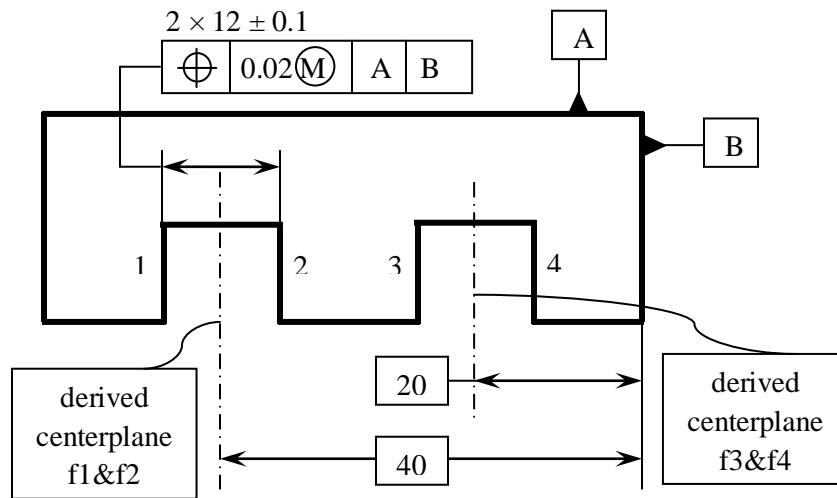 2 × 12 ± 0.1
⌖ 0.02 Ⓜ A B
A
B
1
2
3
4
20
40
derived
centerplane
f1&f2
derived
centerplane
f3&f4